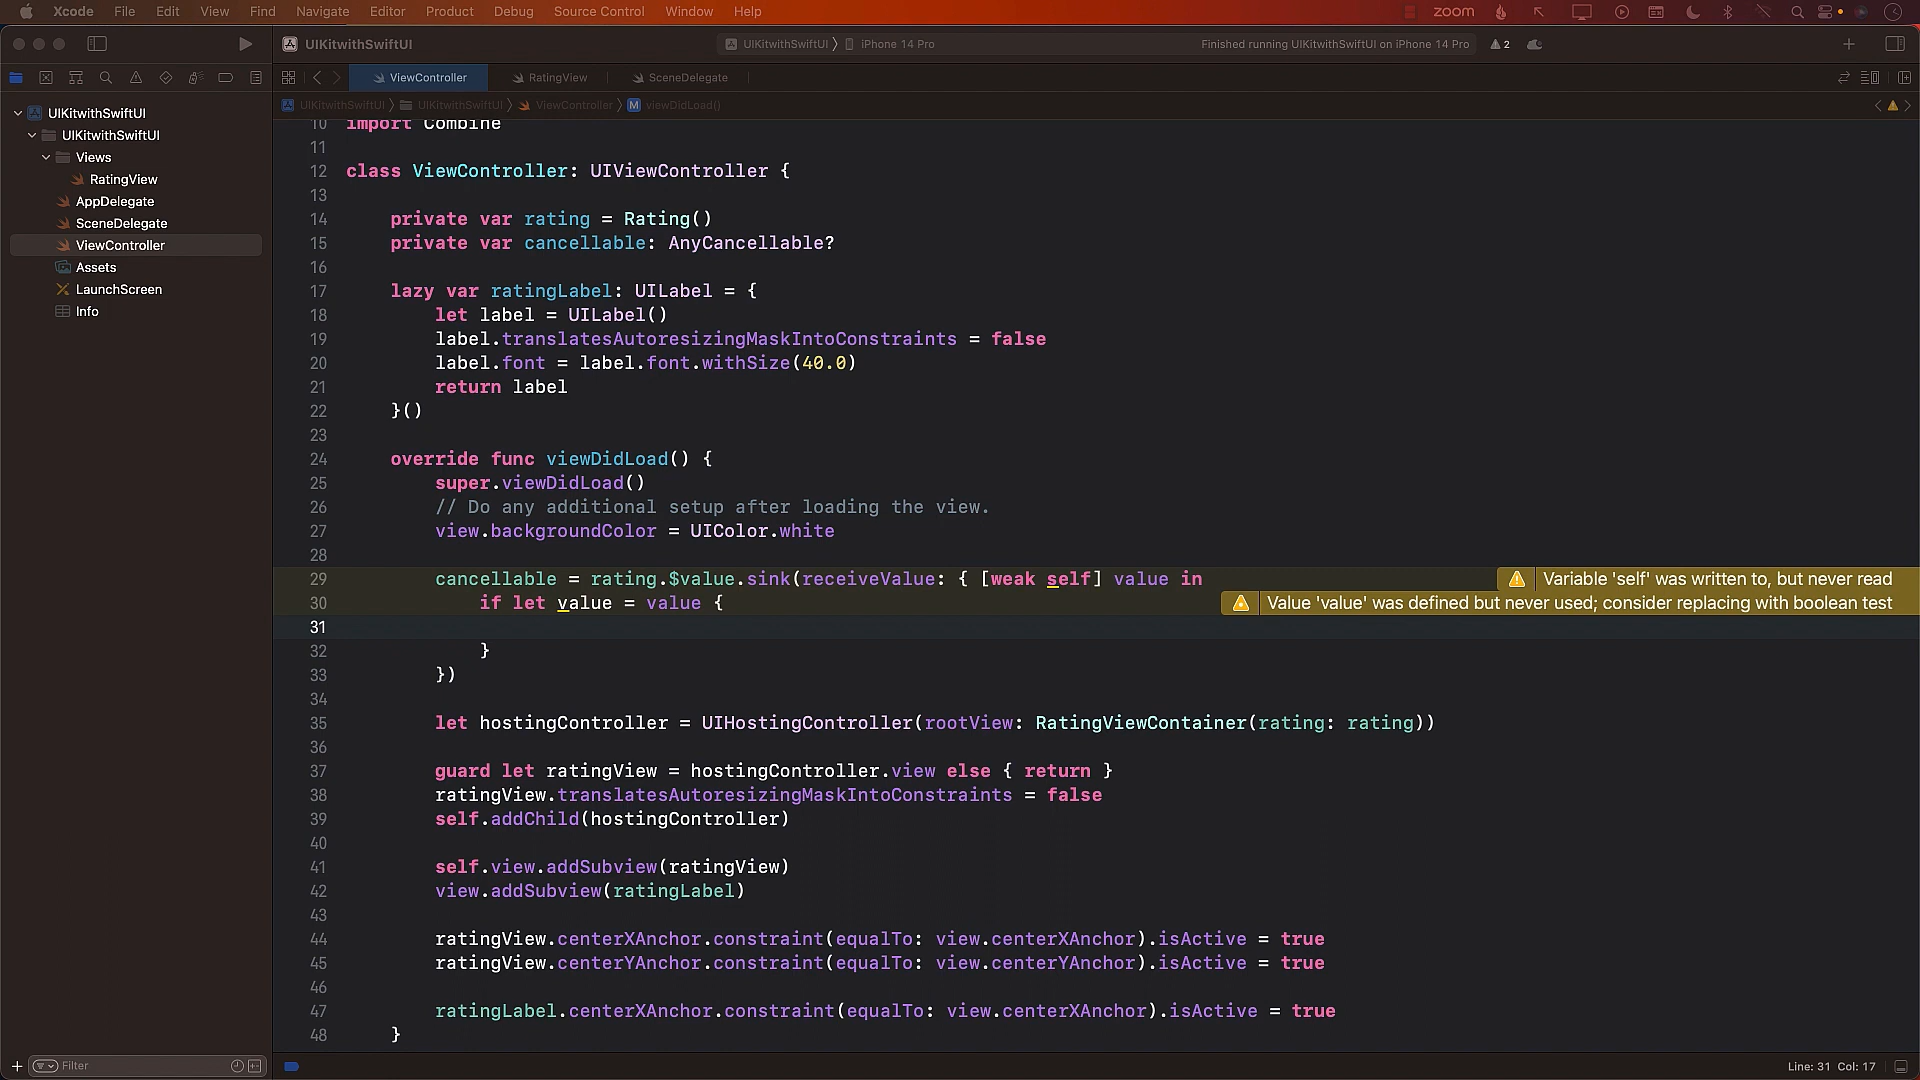 Xcode File Edit View Find Navigate Editor Product Debug Source Control Window Help zoom
UIKitwithSwiftUI UIKitwithSwiftUI iPhone 14 Pro Finished running UIKitwithSwiftUI on iPhone 14 Pro 2
ViewController RatingView SceneDelegate
UIKitwithSwiftUI UIKitwithSwiftUI ViewController M viewDidLoad()
UIKitwithSwiftUI
UIKitwithSwiftUI
Views
RatingView
AppDelegate
SceneDelegate
ViewController
Assets
LaunchScreen
Info
10 import Combine
11
12 class ViewController: UIViewController {
13
14 private var rating = Rating()
15 private var cancellable: AnyCancellable?
16
17 lazy var ratingLabel: UILabel = {
18 let label = UILabel()
19 label.translatesAutoresizingMaskIntoConstraints = false
20 label.font = label.font.withSize(40.0)
21 return label
22 }()
23
24 override func viewDidLoad() {
25 super.viewDidLoad()
26 // Do any additional setup after loading the view.
27 view.backgroundColor = UIColor.white
28
29 cancellable = rating.$value.sink(receiveValue: { [weak self] value in Variable 'self' was written to, but never read
30 if let value = value { Value 'value' was defined but never used; consider replacing with boolean test
31
32 }
33 })
34
35 let hostingController = UIHostingController(rootView: RatingViewContainer(rating: rating))
36
37 guard let ratingView = hostingController.view else { return }
38 ratingView.translatesAutoresizingMaskIntoConstraints = false
39 self.addChild(hostingController)
40
41 self.view.addSubview(ratingView)
42 view.addSubview(ratingLabel)
43
44 ratingView.centerXAnchor.constraint(equalTo: view.centerXAnchor).isActive = true
45 ratingView.centerYAnchor.constraint(equalTo: view.centerYAnchor).isActive = true
46
47 ratingLabel.centerXAnchor.constraint(equalTo: view.centerXAnchor).isActive = true
48 }
Filter Line: 31 Col: 17